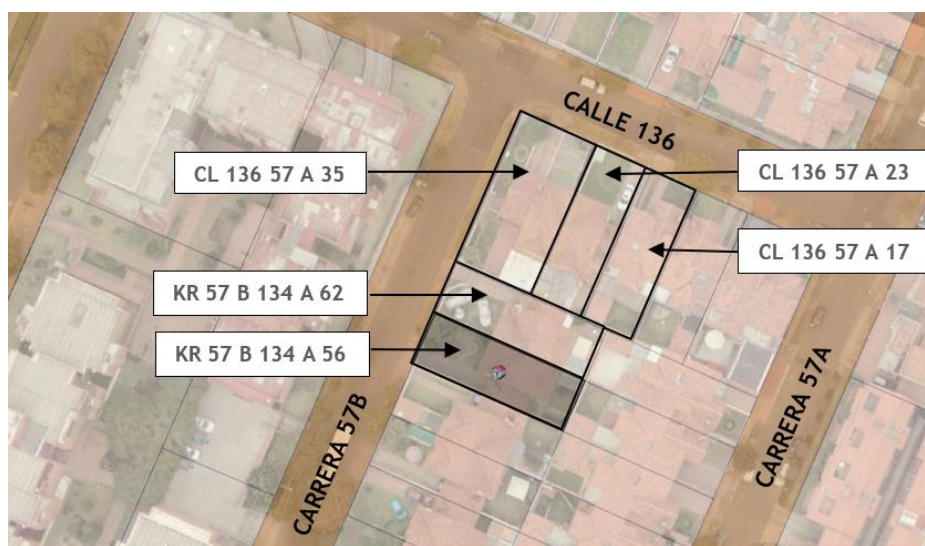 CALLE 136
CL 136 57 A 35
CL 136 57 A 23
CL 136 57 A 17
KR 57 B 134 A 62
KR 57 B 134 A 56
CARRERA 57B
CARRERA 57A